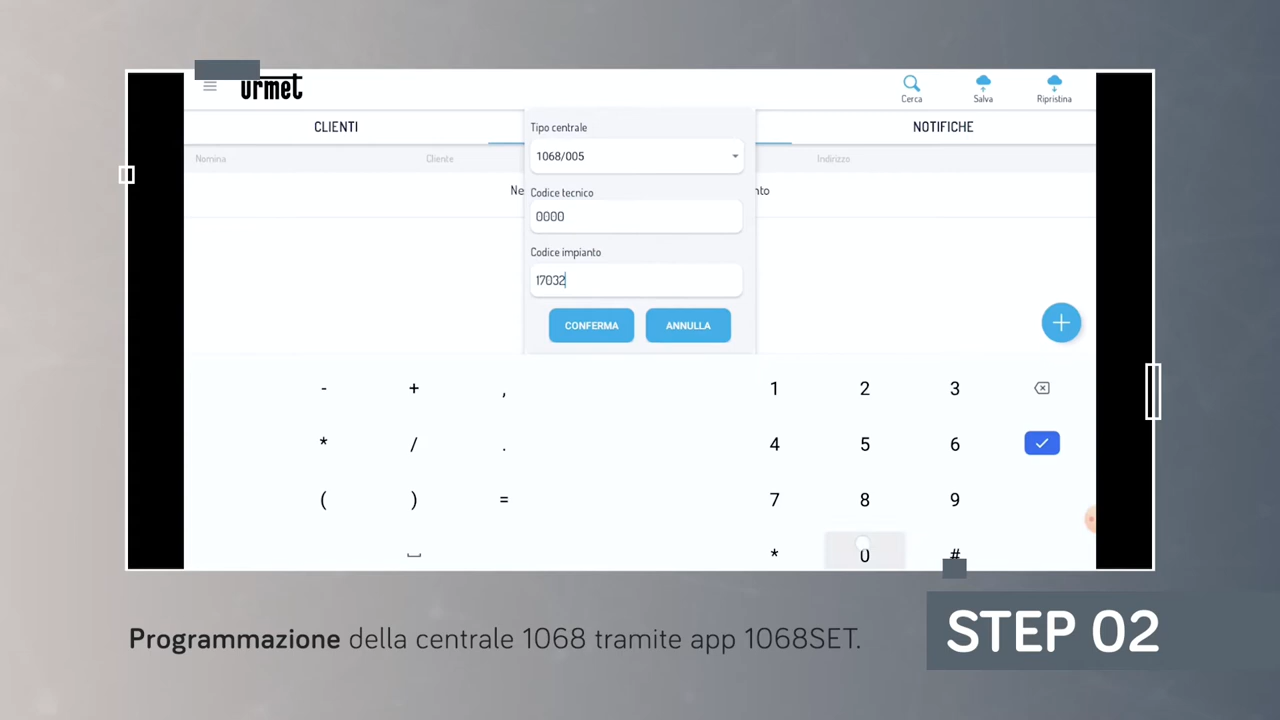 urmet
Cerca
Salva
Ripristina
CLIENTI
NOTIFICHE
Nomina
Cliente
Indirizzo
Tipo centrale
1068/005
Codice tecnico
0000
Codice impianto
17032
CONFERMA ANNULLA
- + , 1 2 3
* / . 4 5 6
( ) = 7 8 9
* 0 #
Programmazione della centrale 1068 tramite app 1068SET.
STEP 02